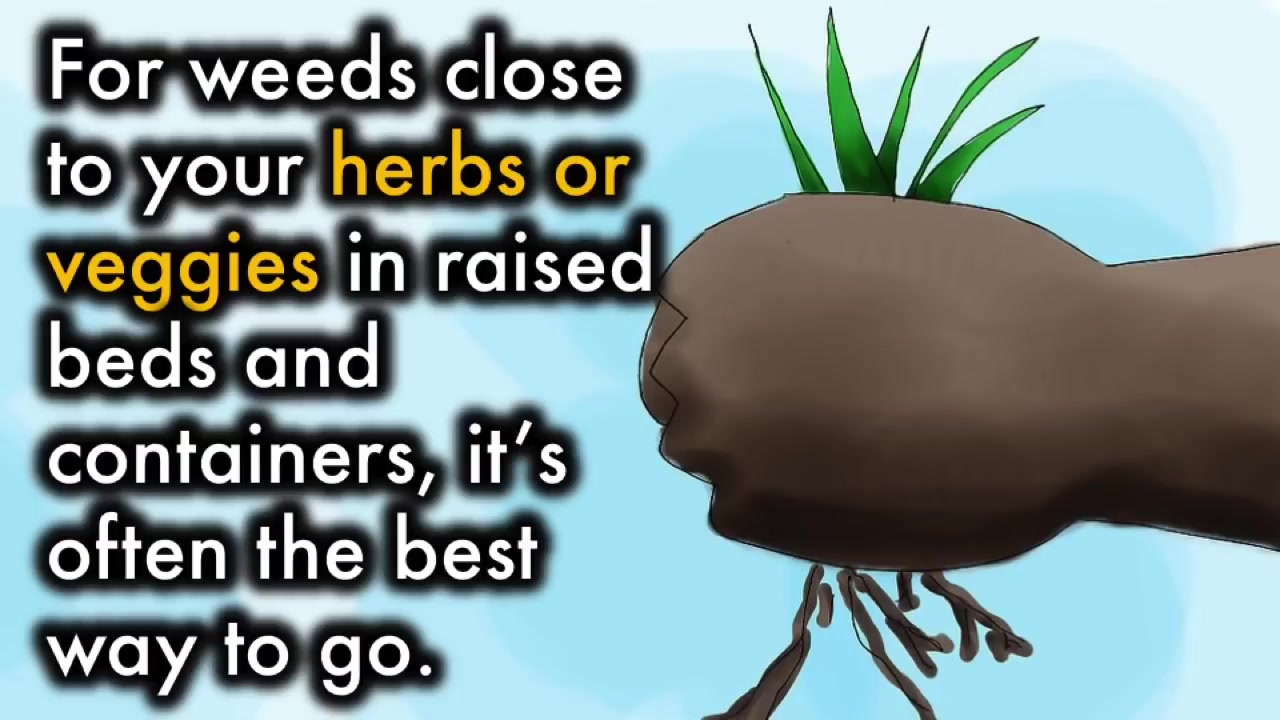 For weeds close
to your herbs or
veggies in raised
beds and
containers, it’s
often the best
way to go.